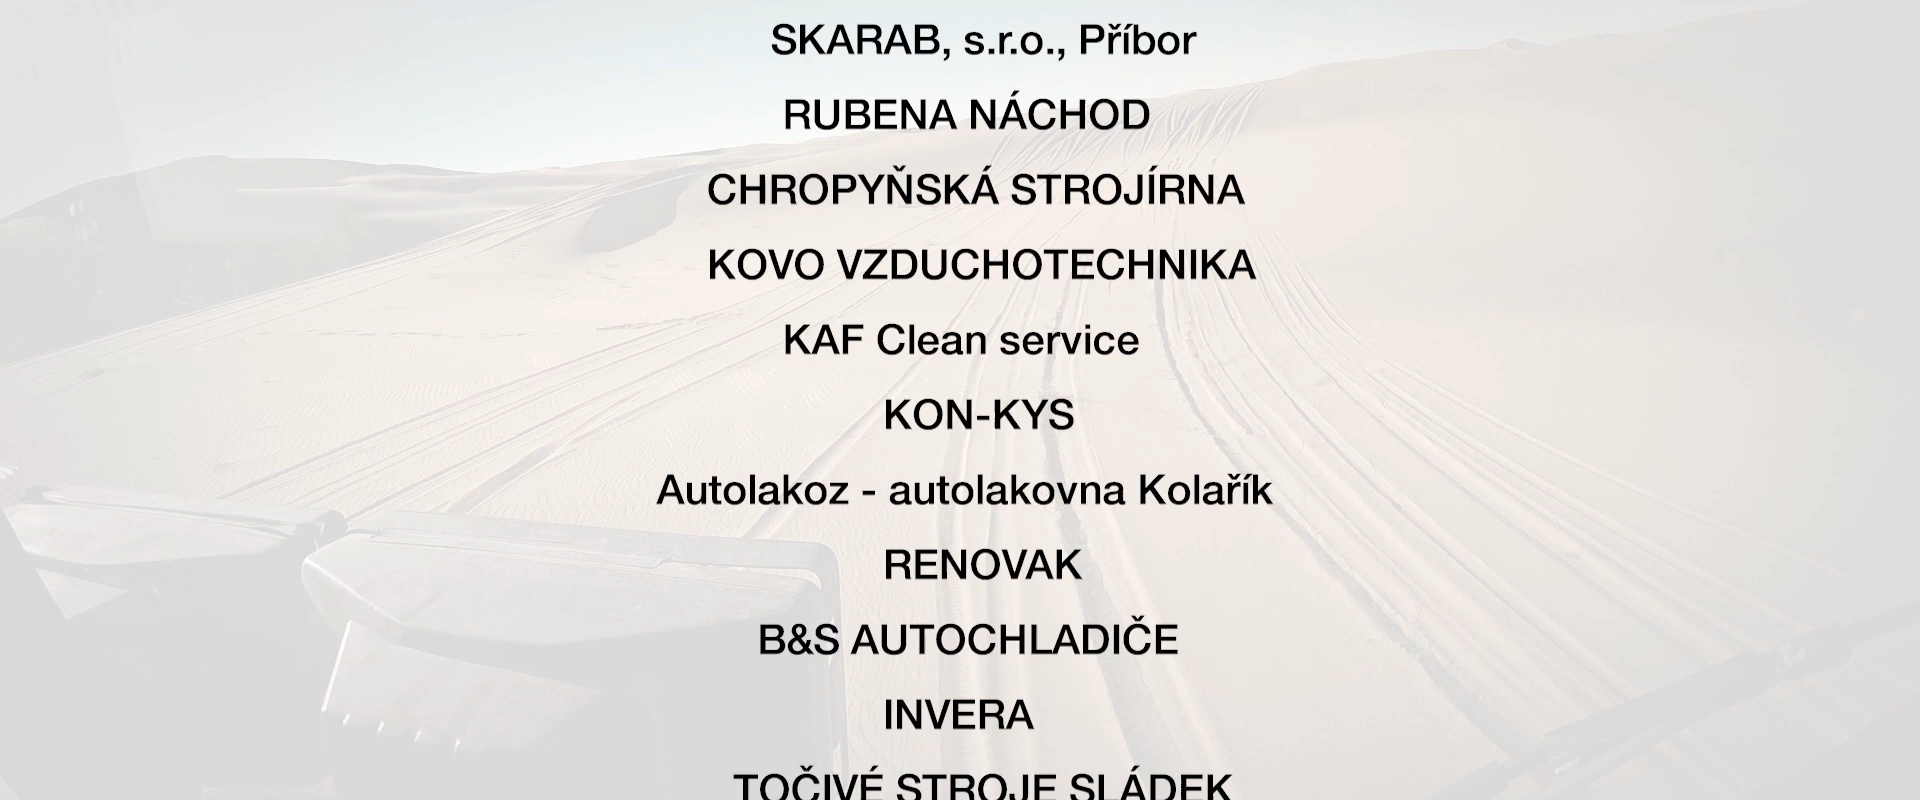 SKARAB, s.r.o., Příbor
RUBENA NÁCHOD
CHROPYŇSKÁ STROJÍRNA
KOVO VZDUCHOTECHNIKA
KAF Clean service
KON-KYS
Autolakoz - autolakovna Kolařík
RENOVAK
B&S AUTOCHLADIČE
INVERA
TOČIVÉ STROJE SLÁDEK